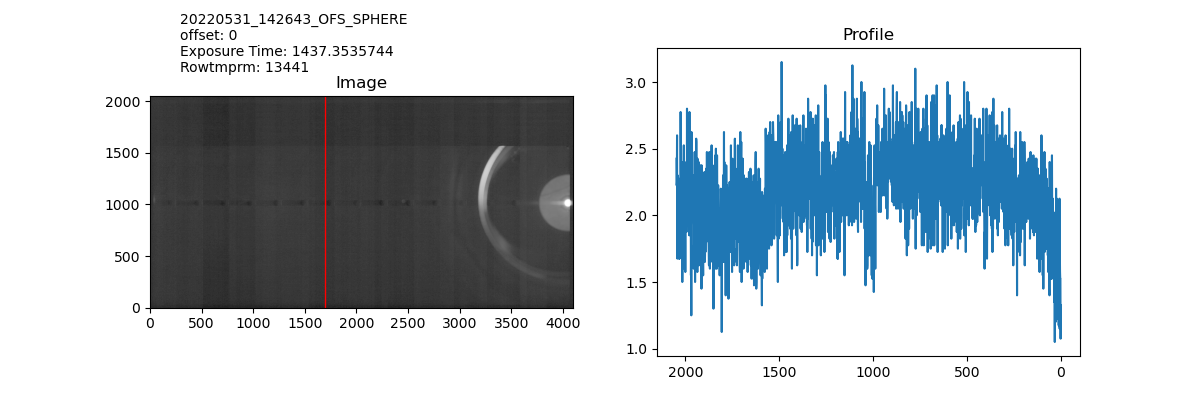 20220531_142643_OFS_SPHERE
offset: 0
Exposure Time: 1437.3535744
Rowtmprm: 13441
Image
Profile
2000
1500
1000
500
0
0 500 1000 1500 2000 2500 3000 3500 4000
3.0
2.5
2.0
1.5
1.0
2000 1500 1000 500 0